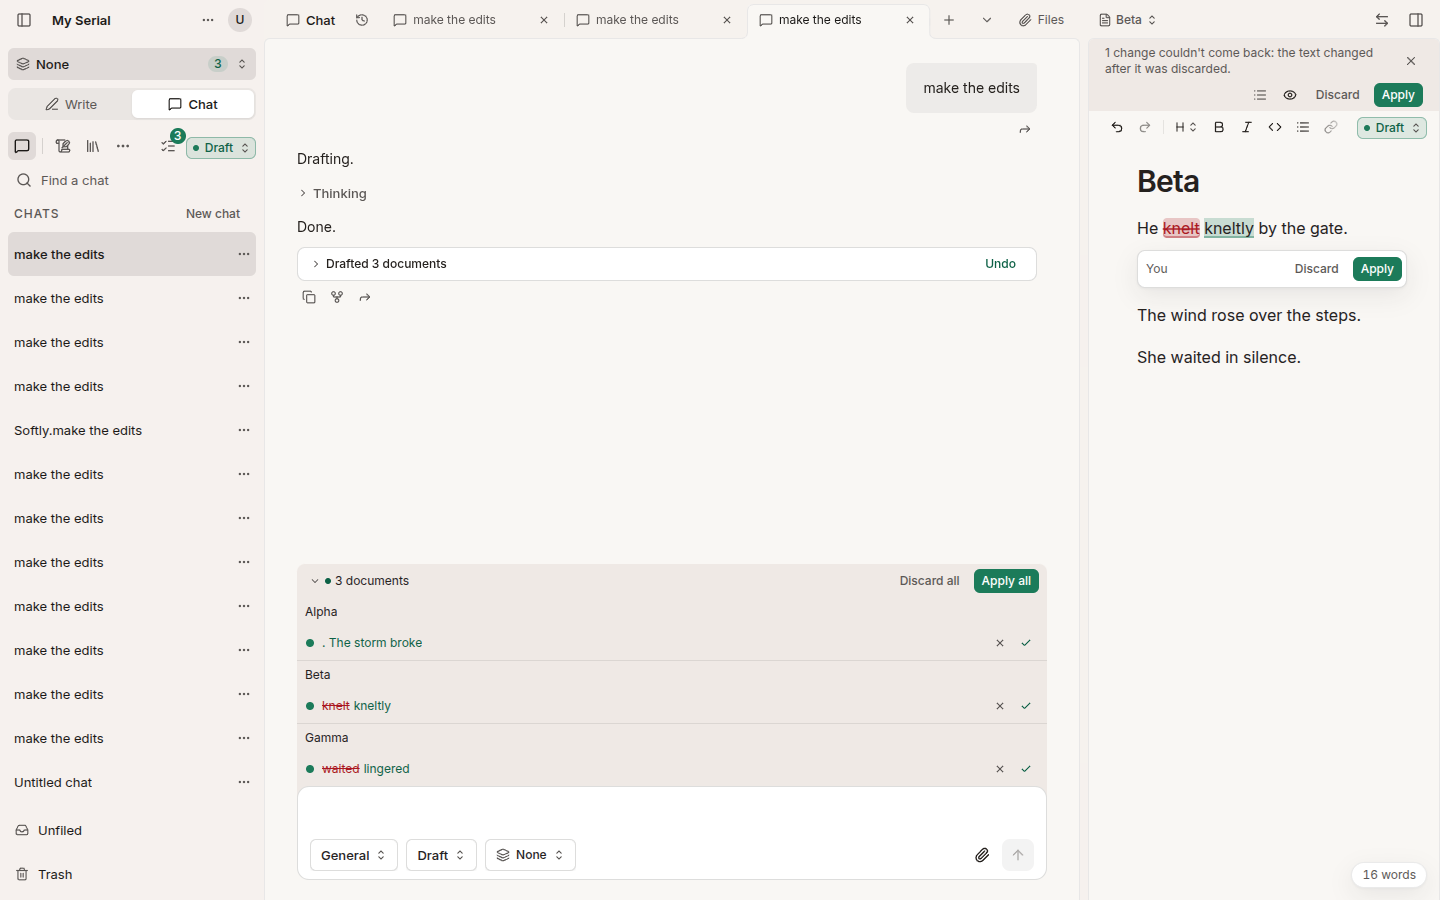 My Serial
U
None
3
Write
Chat
3
Draft
Find a chat
CHATS
New chat
make the edits
make the edits
make the edits
make the edits
Softly.make the edits
make the edits
make the edits
make the edits
make the edits
make the edits
make the edits
make the edits
Untitled chat
Unfiled
Trash
Chat
make the edits
make the edits
make the edits
Files
make the edits
Drafting.
Thinking
Done.
Drafted 3 documents
Undo
3 documents
Discard all
Apply all
Alpha
. The storm broke
Beta
knelt kneltly
Gamma
waited lingered
General
Draft
None
Beta
1 change couldn't come back: the text changed
after it was discarded.
Discard
Apply
H
B
I
Draft
Beta
He knelt kneltly by the gate.
You
Discard
Apply
The wind rose over the steps.
She waited in silence.
16 words